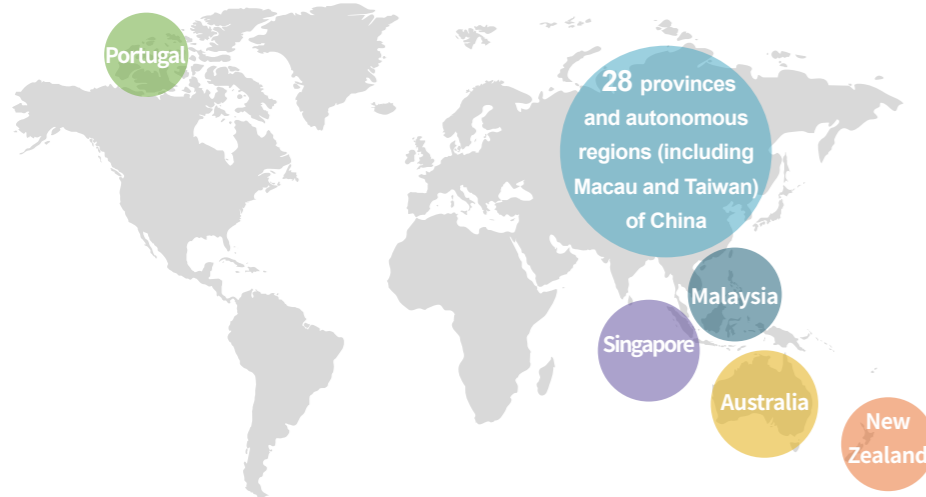 Portugal
28 provinces
and autonomous
regions (including
Macau and Taiwan)
of China
Malaysia
Singapore
Australia
New
Zealand